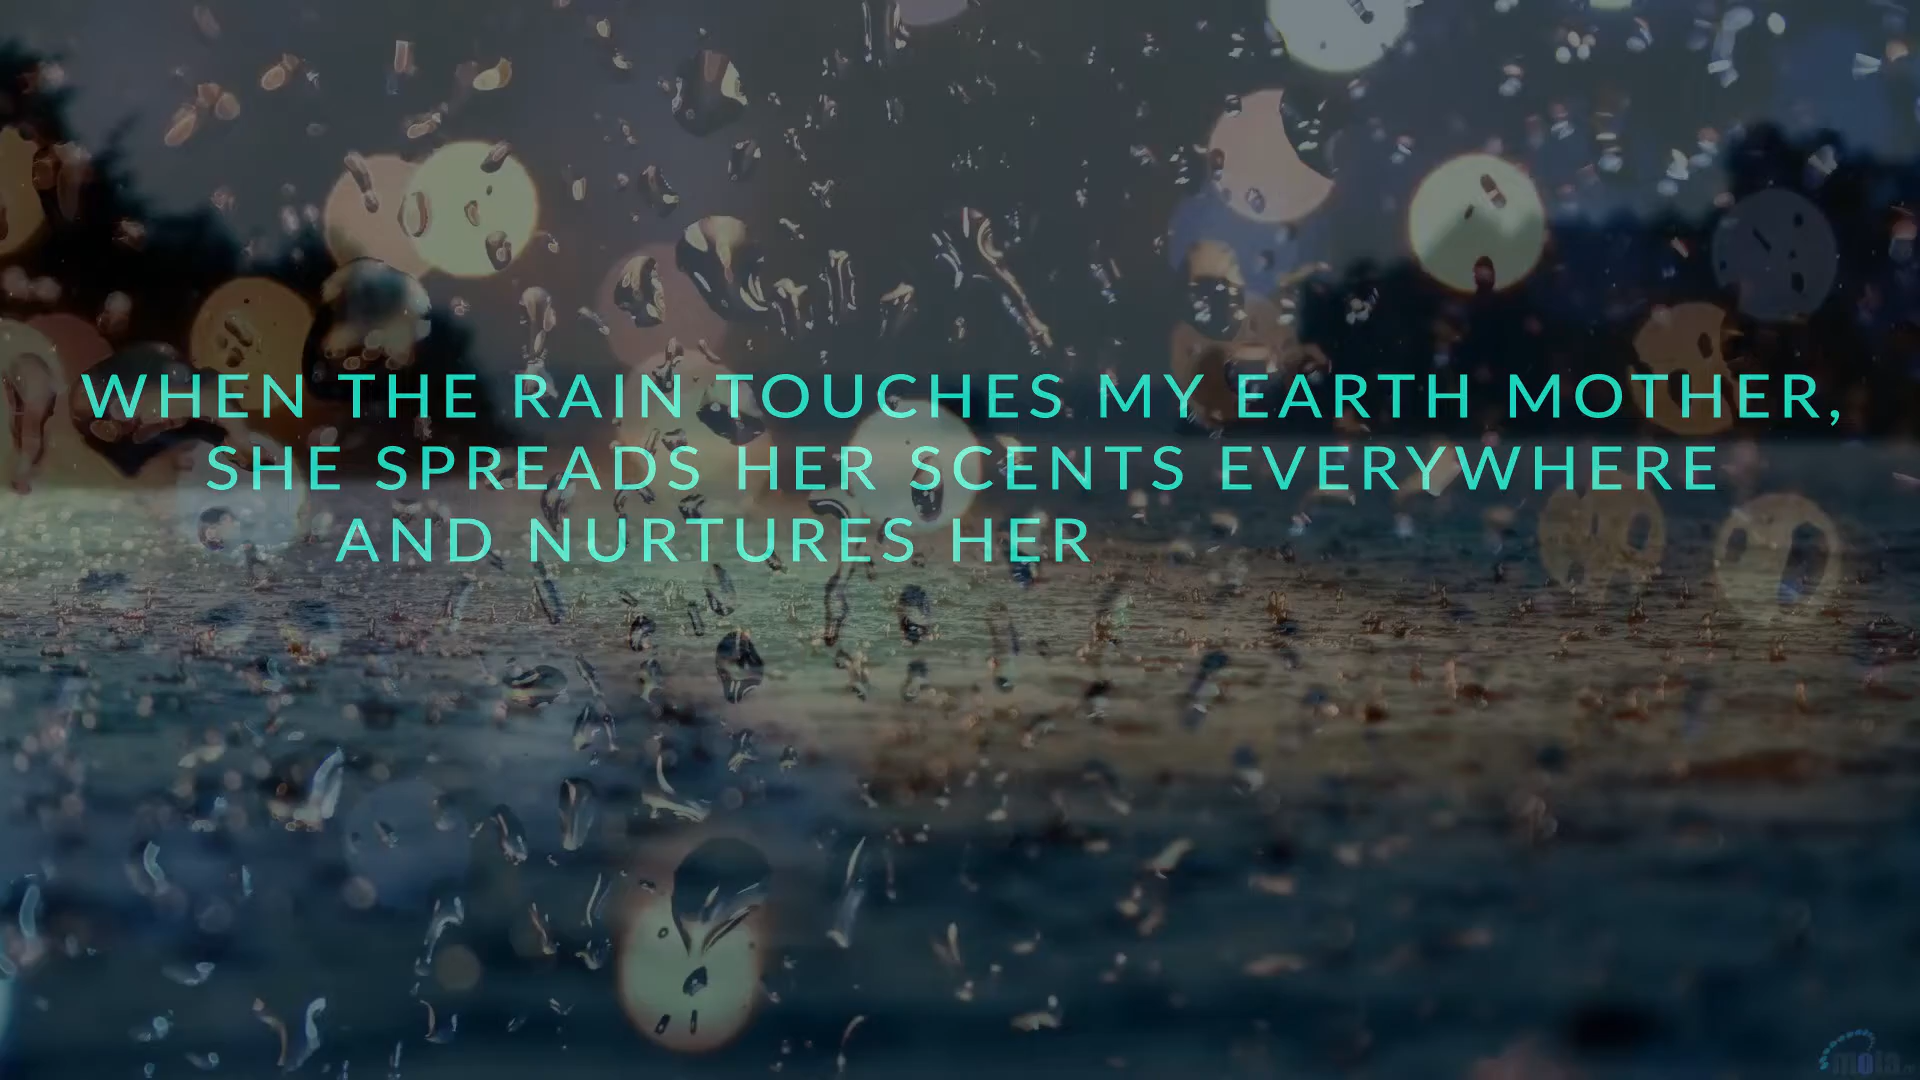 WHEN THE RAIN TOUCHES MY EARTH MOTHER,
SHE SPREADS HER SCENTS EVERYWHERE
AND NURTURES HER